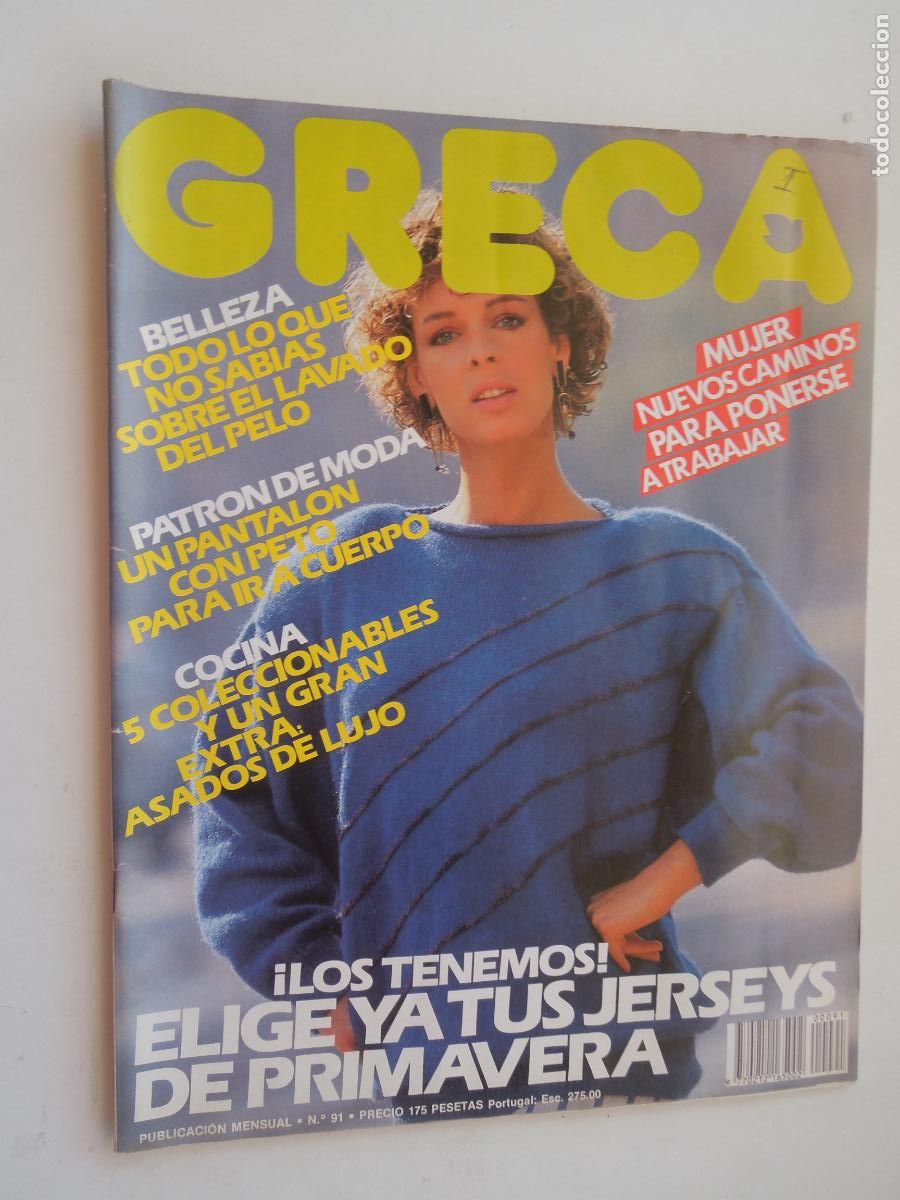 todocoleccion
GRECA
BELLEZA
TODO LO QUE
NO SABIAS
SOBRE EL LAVADO
DEL PELO
MUJER
NUEVOS CAMINOS
PARA PONERSE
A TRABAJAR
PATRON DE MODA
UN PANTALON
CON PETO
PARA IR A CUERPO
COCINA
5 COLECCIONABLES
Y UN GRAN
EXTRA:
ASADOS DE LUJO
¡LOS TENEMOS!
ELIGE YA TUS JERSEYS
DE PRIMAVERA
00091
PUBLICACIÓN MENSUAL • N.º 91 • PRECIO 175 PESETAS Portugal: Esc. 275.00